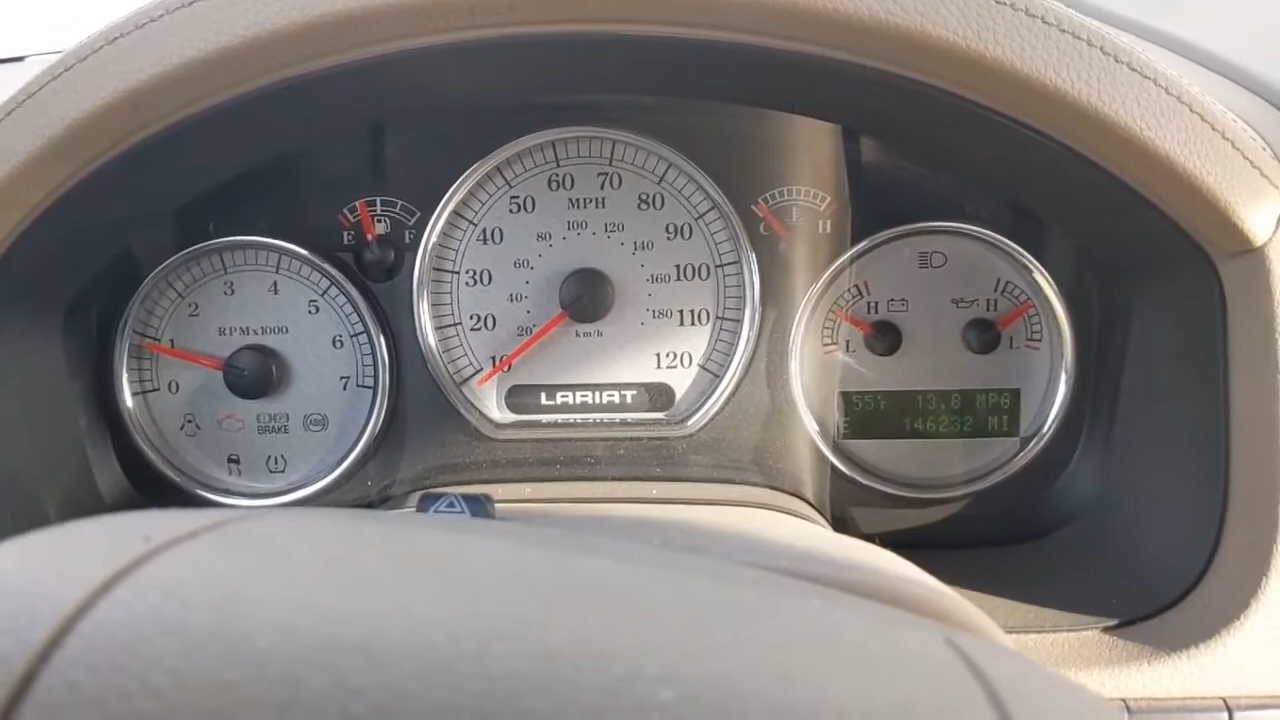 0 1 2 3 4 5 6 7
RPMx1000
BRAKE
ABS
E F
10 20 30 40 50 60 70 80 90 100 110 120
MPH
20 40 60 80 100 120 140 160 180
km/h
LARIAT
C H
H
L
H
L
55°F 13.8 MPG
E 146232 MI